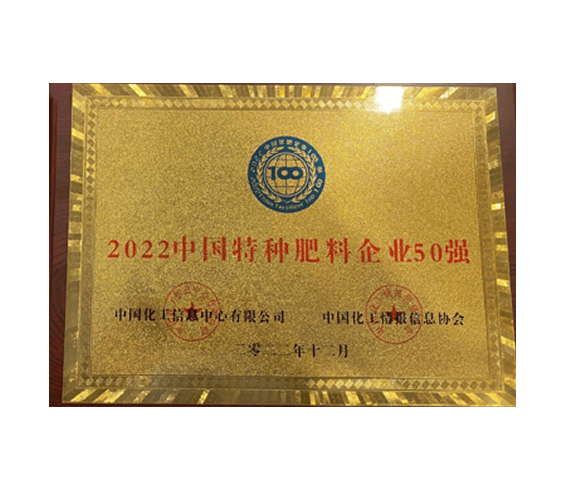 100
2022中国特种肥料企业50强
中国化工信息中心有限公司 中国化工情报信息协会
二零二二年十二月